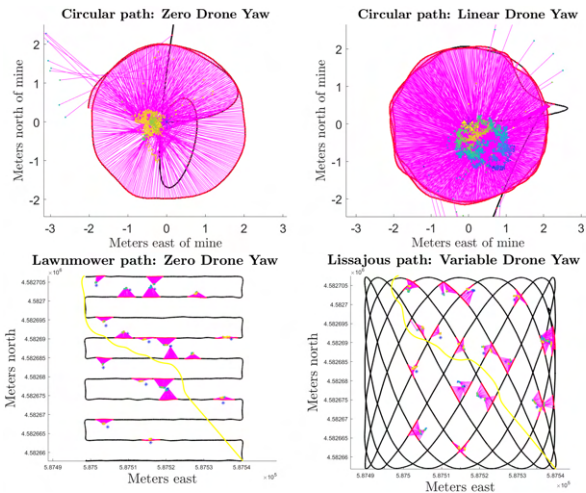 Circular path: Zero Drone Yaw
Circular path: Linear Drone Yaw
Meters north of mine
2
1
0
-1
-2
-3 -2 -1 0 1 2 3
Meters east of mine
Meters north of mine
2
1
0
-1
-2
-3 -2 -1 0 1 2 3
Meters east of mine
Lawnmower path: Zero Drone Yaw
Lissajous path: Variable Drone Yaw
Meters north
× 10⁶
4.582705
4.5827
4.582695
4.58269
4.582685
4.58268
4.582675
4.58267
4.582665
4.58266
5.8749 5.875 5.8751 5.8752 5.8753 5.8754
× 10⁵
Meters east
Meters north
× 10⁶
4.582705
4.5827
4.582695
4.58269
4.582685
4.58268
4.582675
4.58267
4.582665
4.58266
5.8749 5.875 5.8751 5.8752 5.8753 5.8754
× 10⁵
Meters east